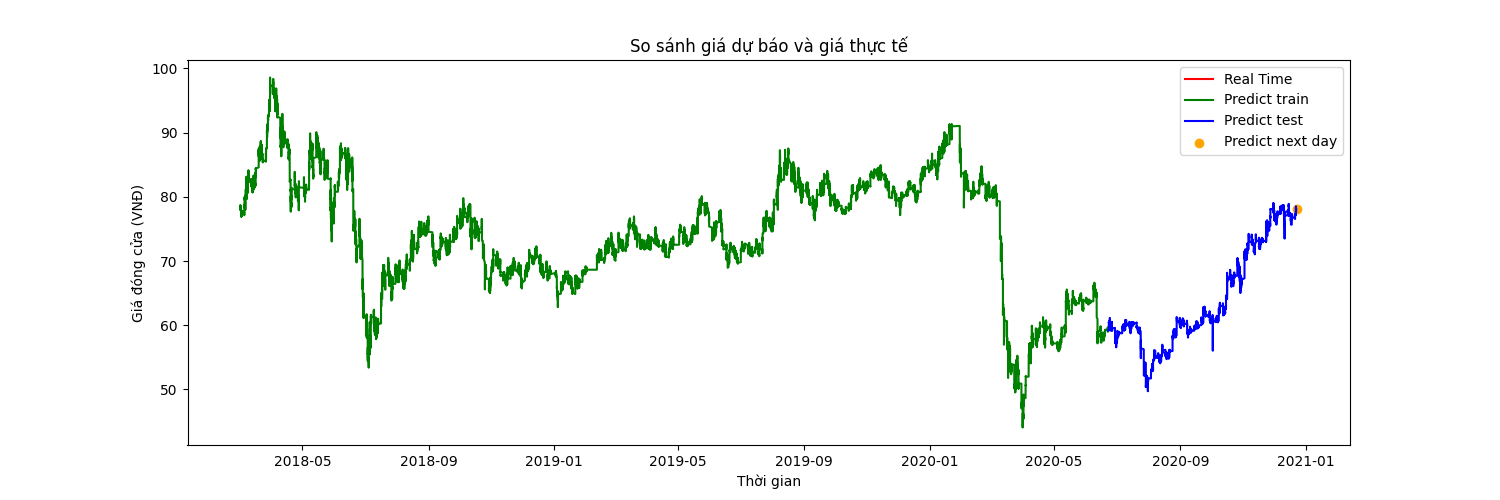 So sánh giá dự báo và giá thực tế
Real Time
Predict train
Predict test
Predict next day
Giá đóng cửa (VNĐ)
100
90
80
70
60
50
2018-05
2018-09
2019-01
2019-05
2019-09
2020-01
2020-05
2020-09
2021-01
Thời gian